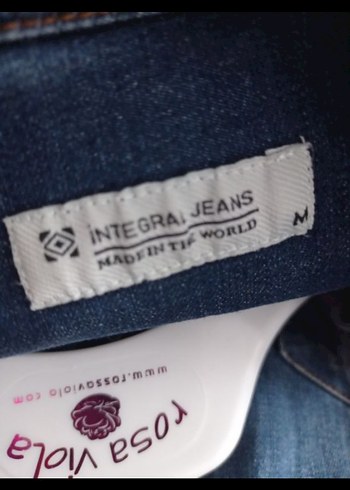 iNTEGRAL JEANS
MADE IN THE WORLD
M
www.rossaviola.com
rosa viola